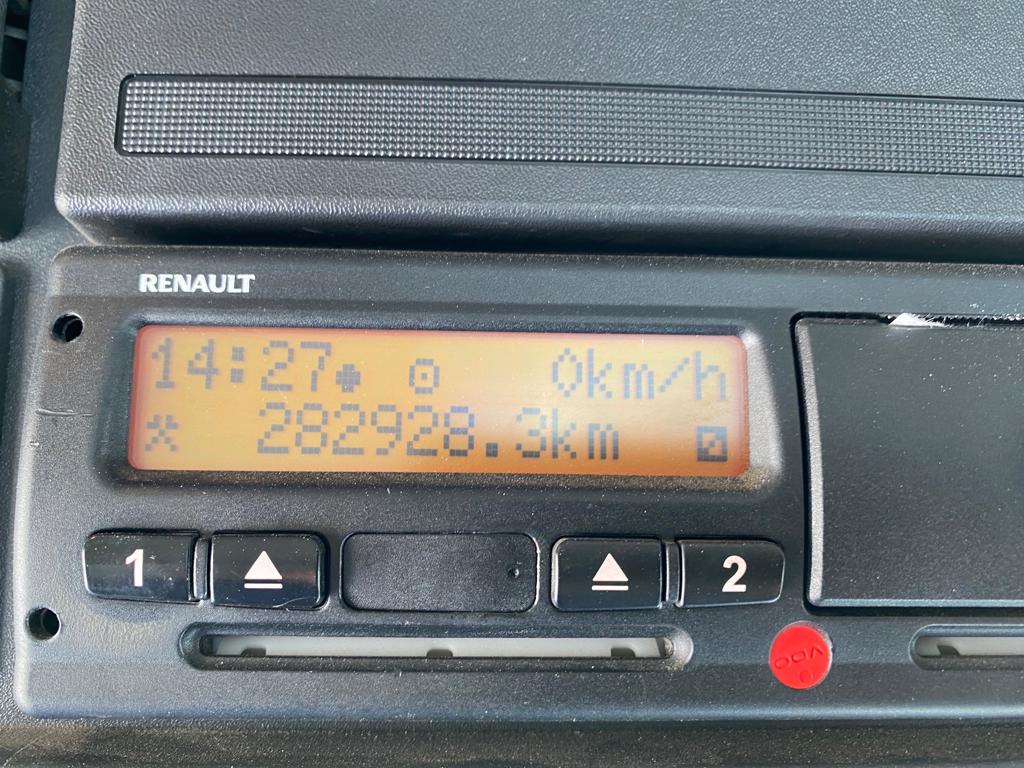 RENAULT
14:27 0km/h
282928.3km
1 2
VDO